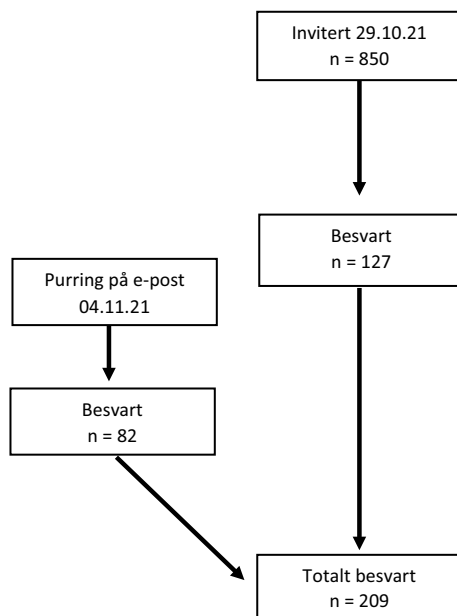 Invitert 29.10.21
n = 850
Besvart
n = 127
Purring på e-post
04.11.21
Besvart
n = 82
Totalt besvart
n = 209